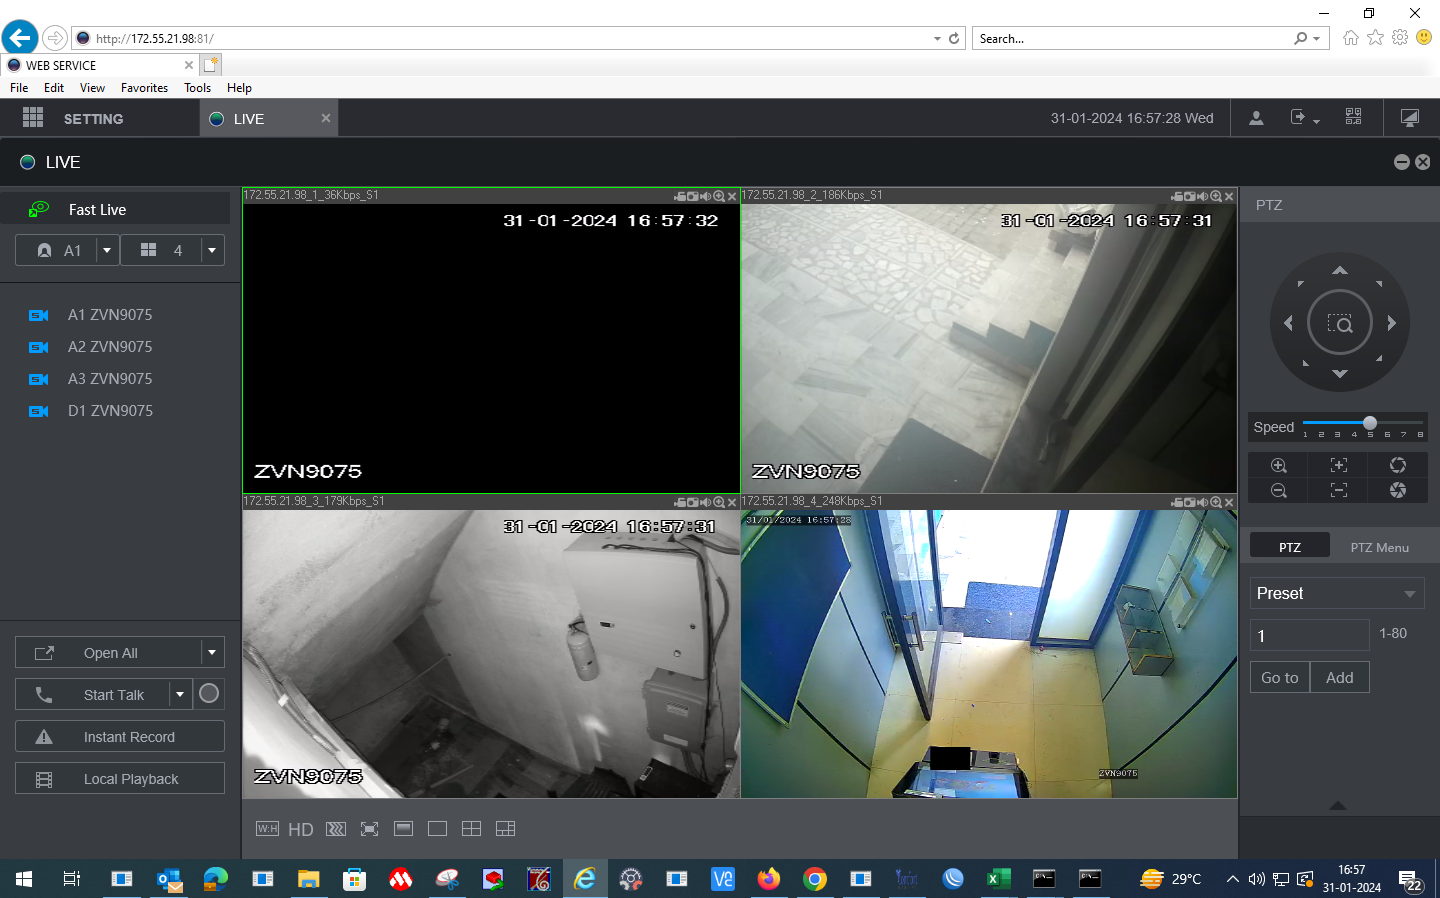 http://172.55.21.98:81/
Search...
WEB SERVICE
File Edit View Favorites Tools Help
SETTING
LIVE
31-01-2024 16:57:28 Wed
LIVE
Fast Live
A1
4
A1 ZVN9075
A2 ZVN9075
A3 ZVN9075
D1 ZVN9075
Open All
Start Talk
Instant Record
Local Playback
172.55.21.98_1_36Kbps_S1
31-01-2024 16:57:32
ZVN9075
172.55.21.98_2_186Kbps_S1
31-01-2024 16:57:31
ZVN9075
172.55.21.98_3_179Kbps_S1
31-01-2024 16:57:31
ZVN9075
172.55.21.98_4_248Kbps_S1
31/01/2024 16:57:28
ZVN9075
W:H HD
PTZ
Speed
1 2 3 4 5 6 7 8
PTZ PTZ Menu
Preset
1 1-80
Go to Add
29°C
16:57
31-01-2024
22